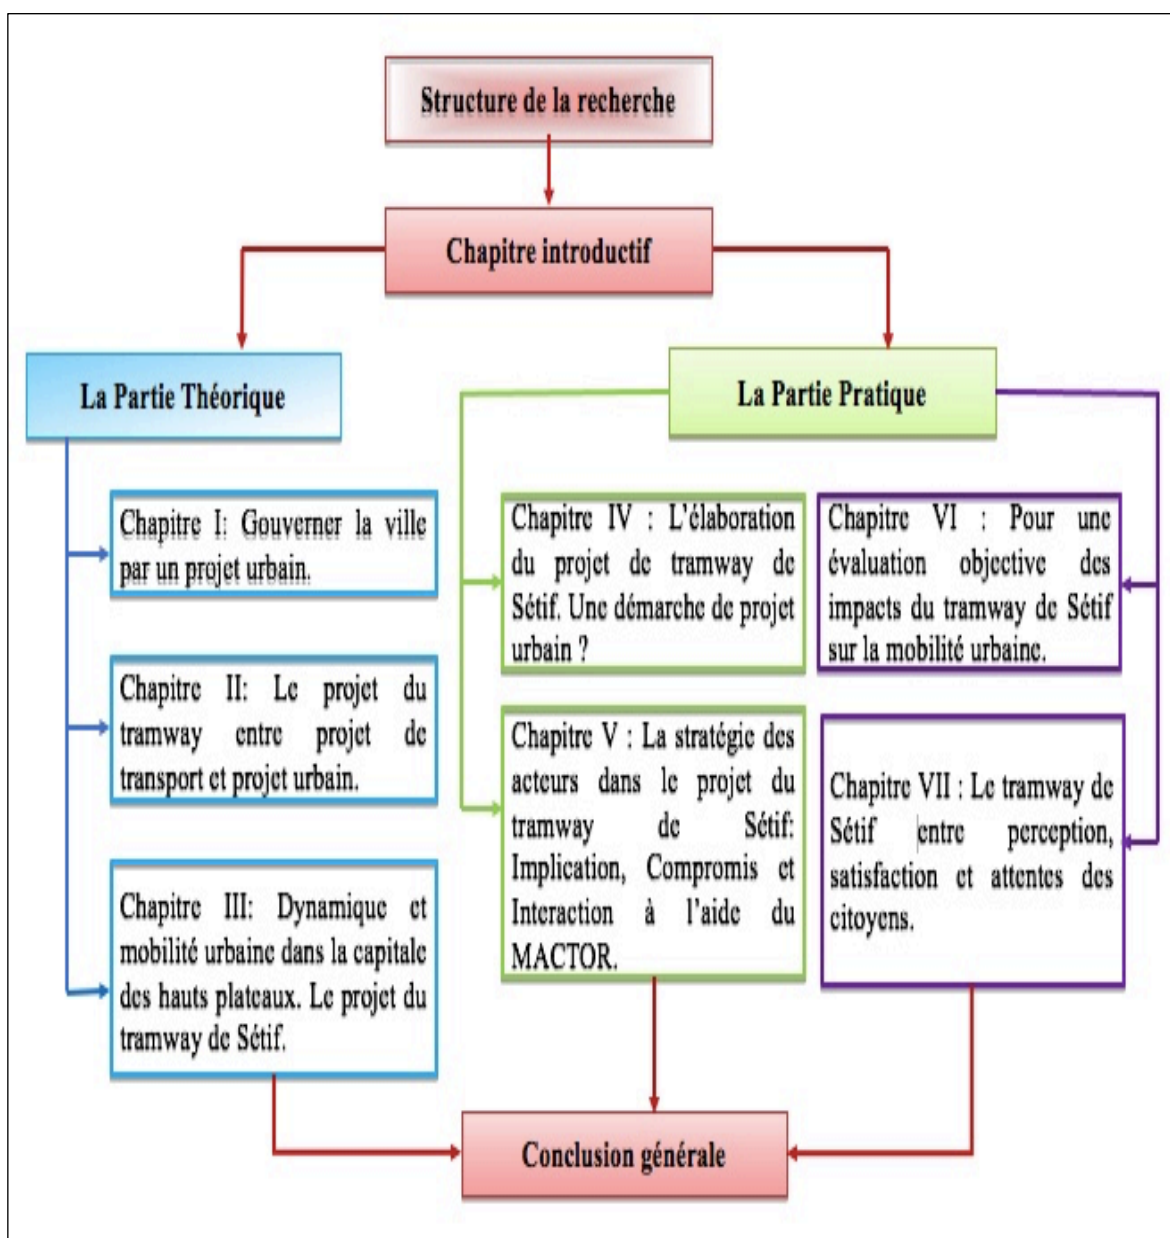 Structure de la recherche
Chapitre introductif
La Partie Théorique
Chapitre I: Gouverner la ville
par un projet urbain.
Chapitre II: Le projet du
tramway entre projet de
transport et projet urbain.
Chapitre III: Dynamique et
mobilité urbaine dans la capitale
des hauts plateaux. Le projet du
tramway de Sétif.
La Partie Pratique
Chapitre IV : L'élaboration
du projet de tramway de
Sétif. Une démarche de projet
urbain ?
Chapitre V : La stratégie des
acteurs dans le projet du
tramway de Sétif:
Implication, Compromis et
Interaction à l'aide du
MACTOR.
Chapitre VI : Pour une
évaluation objective des
impacts du tramway de Sétif
sur la mobilité urbaine.
Chapitre VII : Le tramway de
Sétif entre perception,
satisfaction et attentes des
citoyens.
Conclusion générale